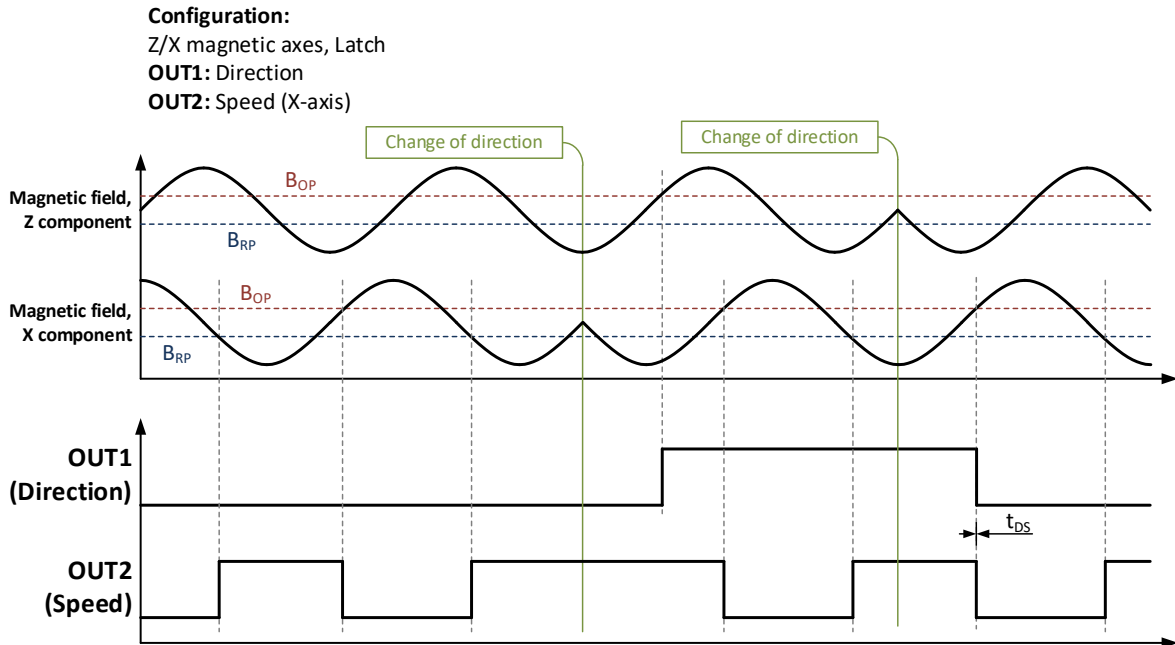 Configuration:
Z/X magnetic axes, Latch
OUT1: Direction
OUT2: Speed (X-axis)
Change of direction
Change of direction
Magnetic field,
Z component
BOP
BRP
Magnetic field,
X component
BOP
BRP
OUT1
(Direction)
tDS
OUT2
(Speed)